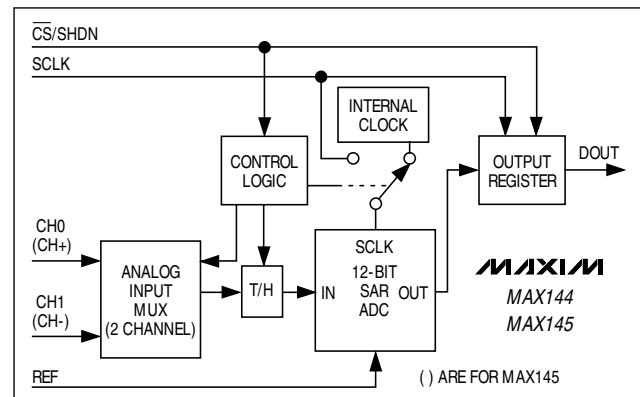 CS/SHDN
SCLK
INTERNAL
CLOCK
CONTROL
LOGIC
OUTPUT
REGISTER
DOUT
CH0
(CH+)
CH1
(CH-)
ANALOG
INPUT
MUX
(2 CHANNEL)
T/H
SCLK
12-BIT
IN SAR OUT
ADC
MAXIM
MAX144
MAX145
REF
( ) ARE FOR MAX145